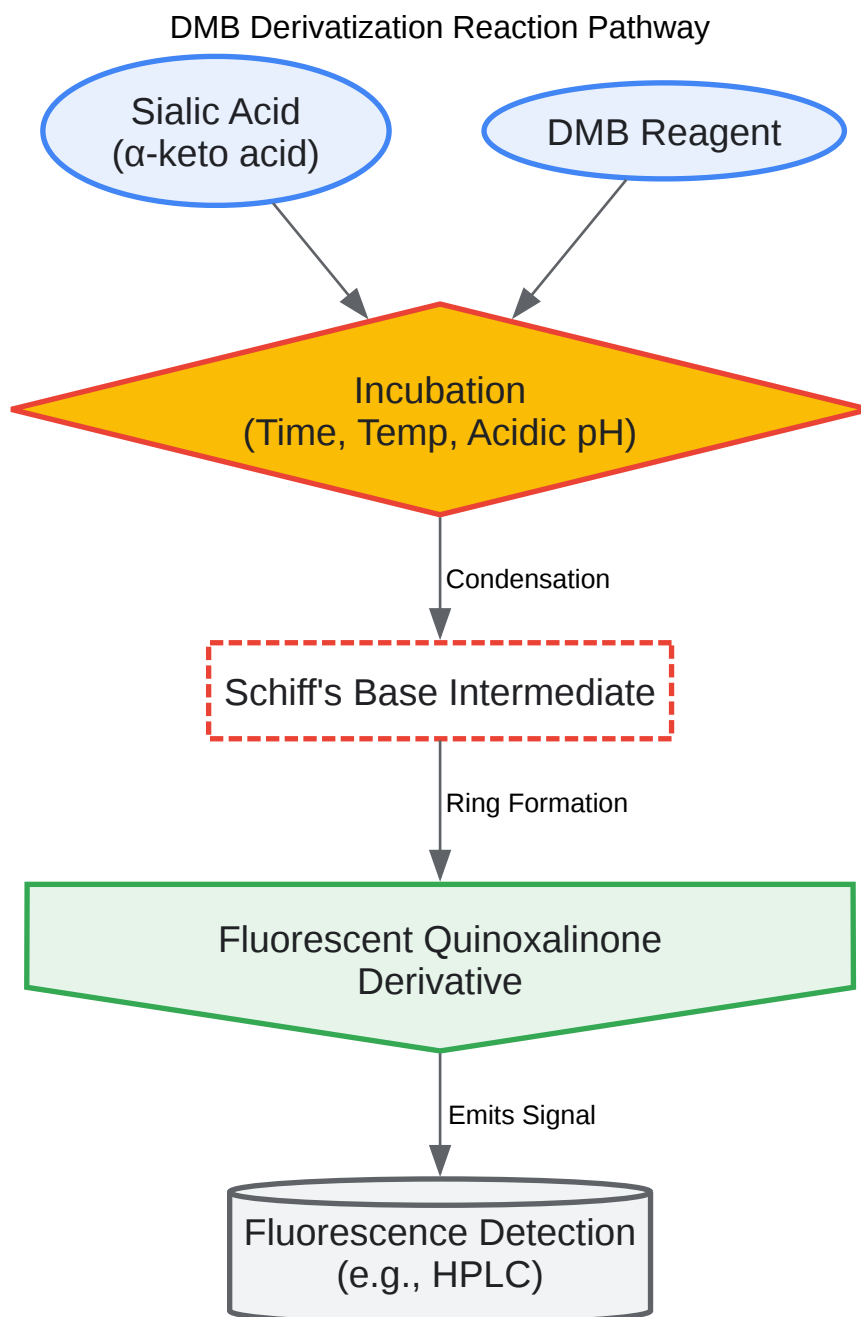 DMB Derivatization Reaction Pathway
Sialic Acid
(α-keto acid)
DMB Reagent
Incubation
(Time, Temp, Acidic pH)
Condensation
Schiff's Base Intermediate
Ring Formation
Fluorescent Quinoxalinone
Derivative
Emits Signal
Fluorescence Detection
(e.g., HPLC)